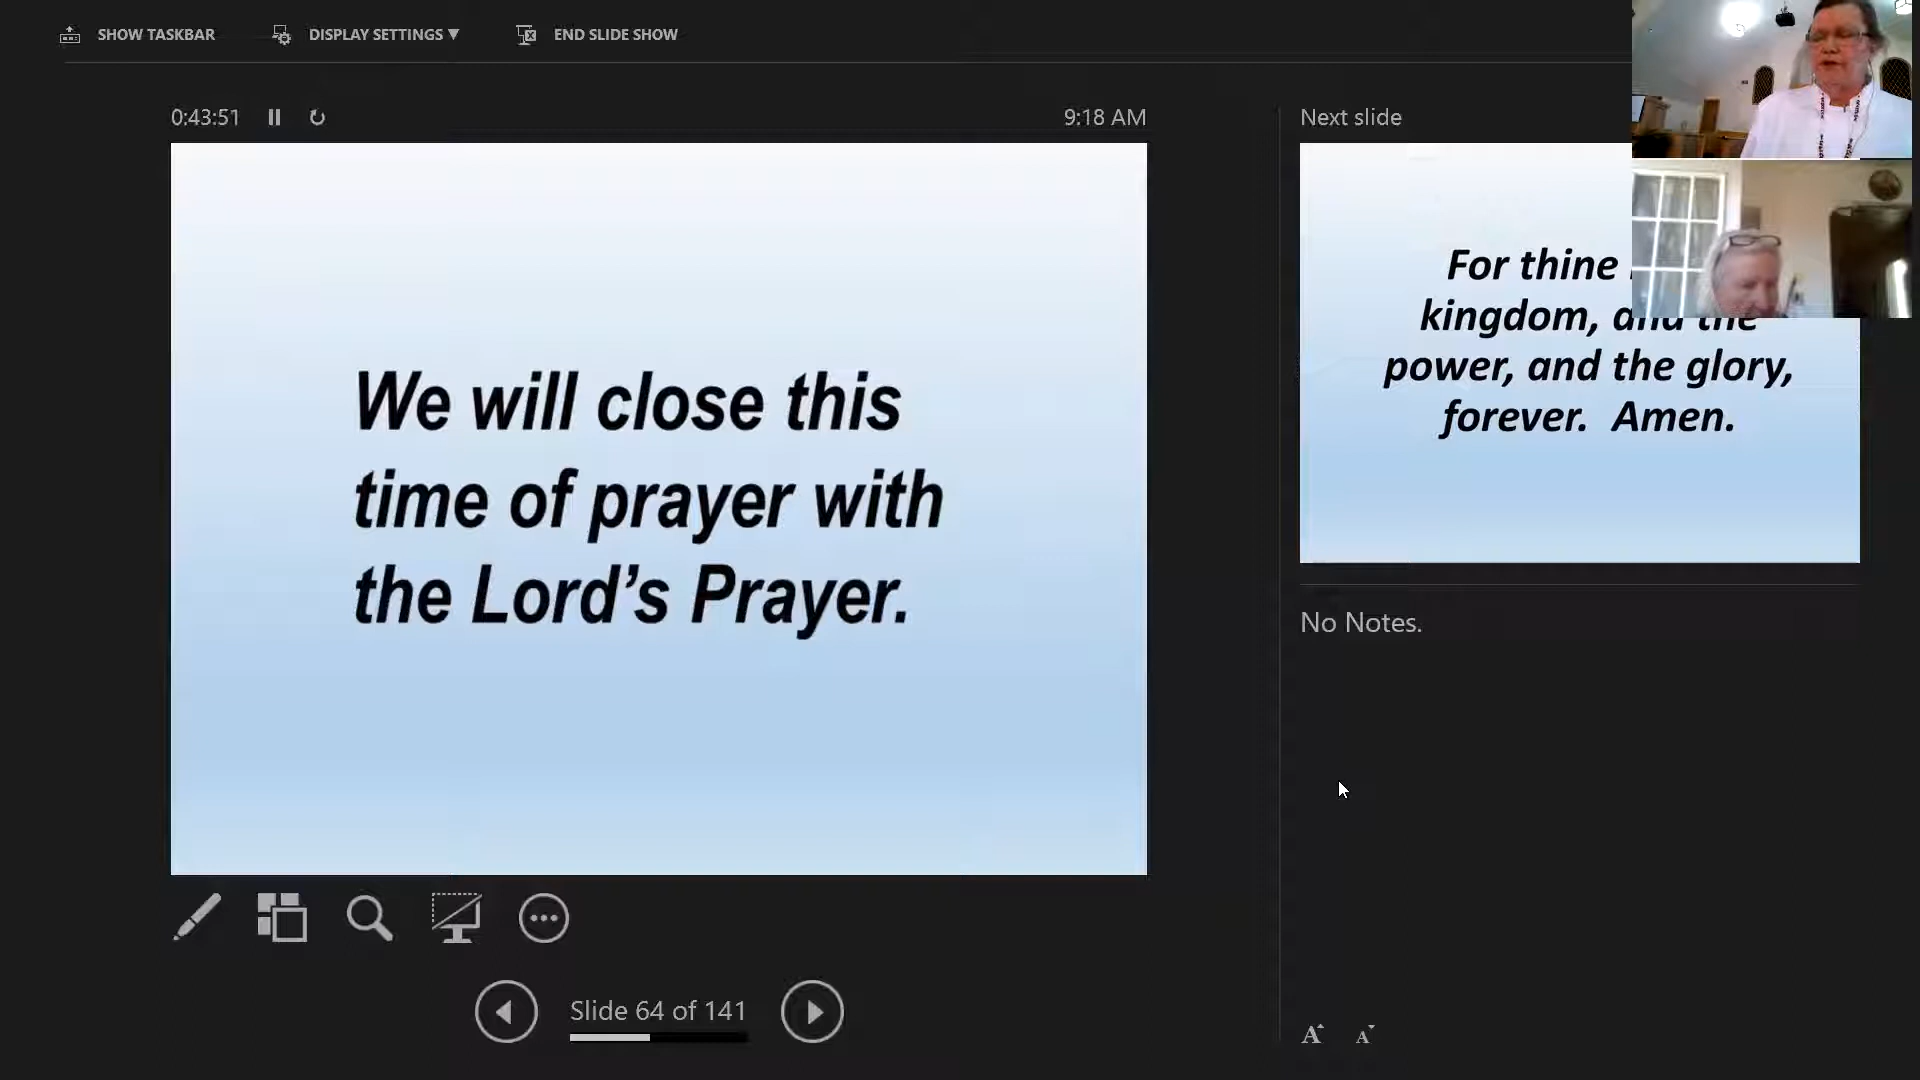 SHOW TASKBAR
DISPLAY SETTINGS ▼
END SLIDE SHOW
0:43:51
9:18 AM
We will close this
time of prayer with
the Lord’s Prayer.
Slide 64 of 141
Next slide
For thine
kingdom, and the
power, and the glory,
forever. Amen.
No Notes.
A A